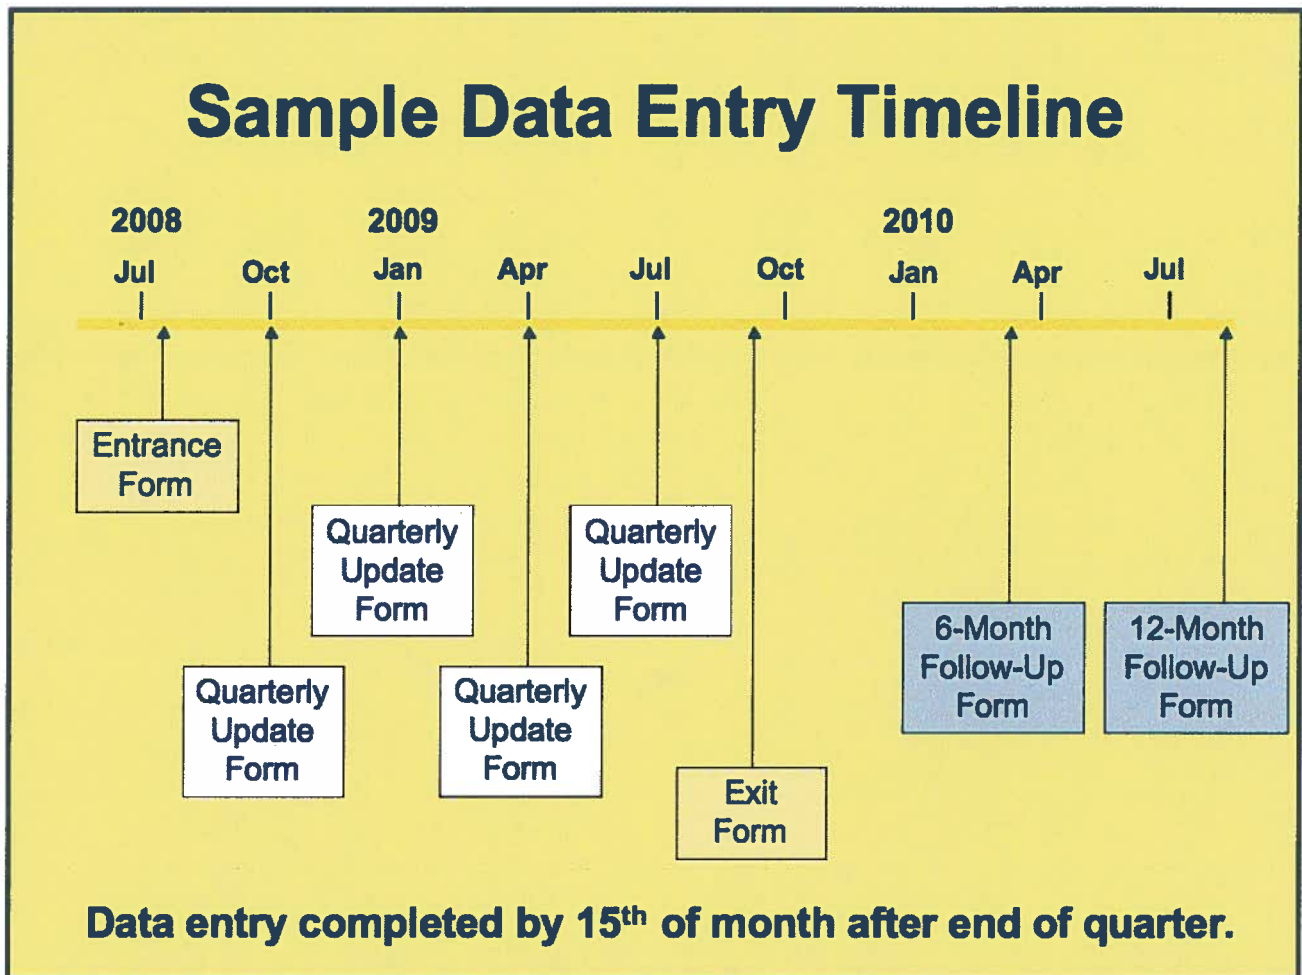 Sample Data Entry Timeline
2008 2009 2010
Jul Oct Jan Apr Jul Oct Jan Apr Jul
Entrance
Form
Quarterly
Update
Form
Quarterly
Update
Form
Quarterly
Update
Form
Quarterly
Update
Form
Exit
Form
6-Month
Follow-Up
Form
12-Month
Follow-Up
Form
Data entry completed by 15th of month after end of quarter.